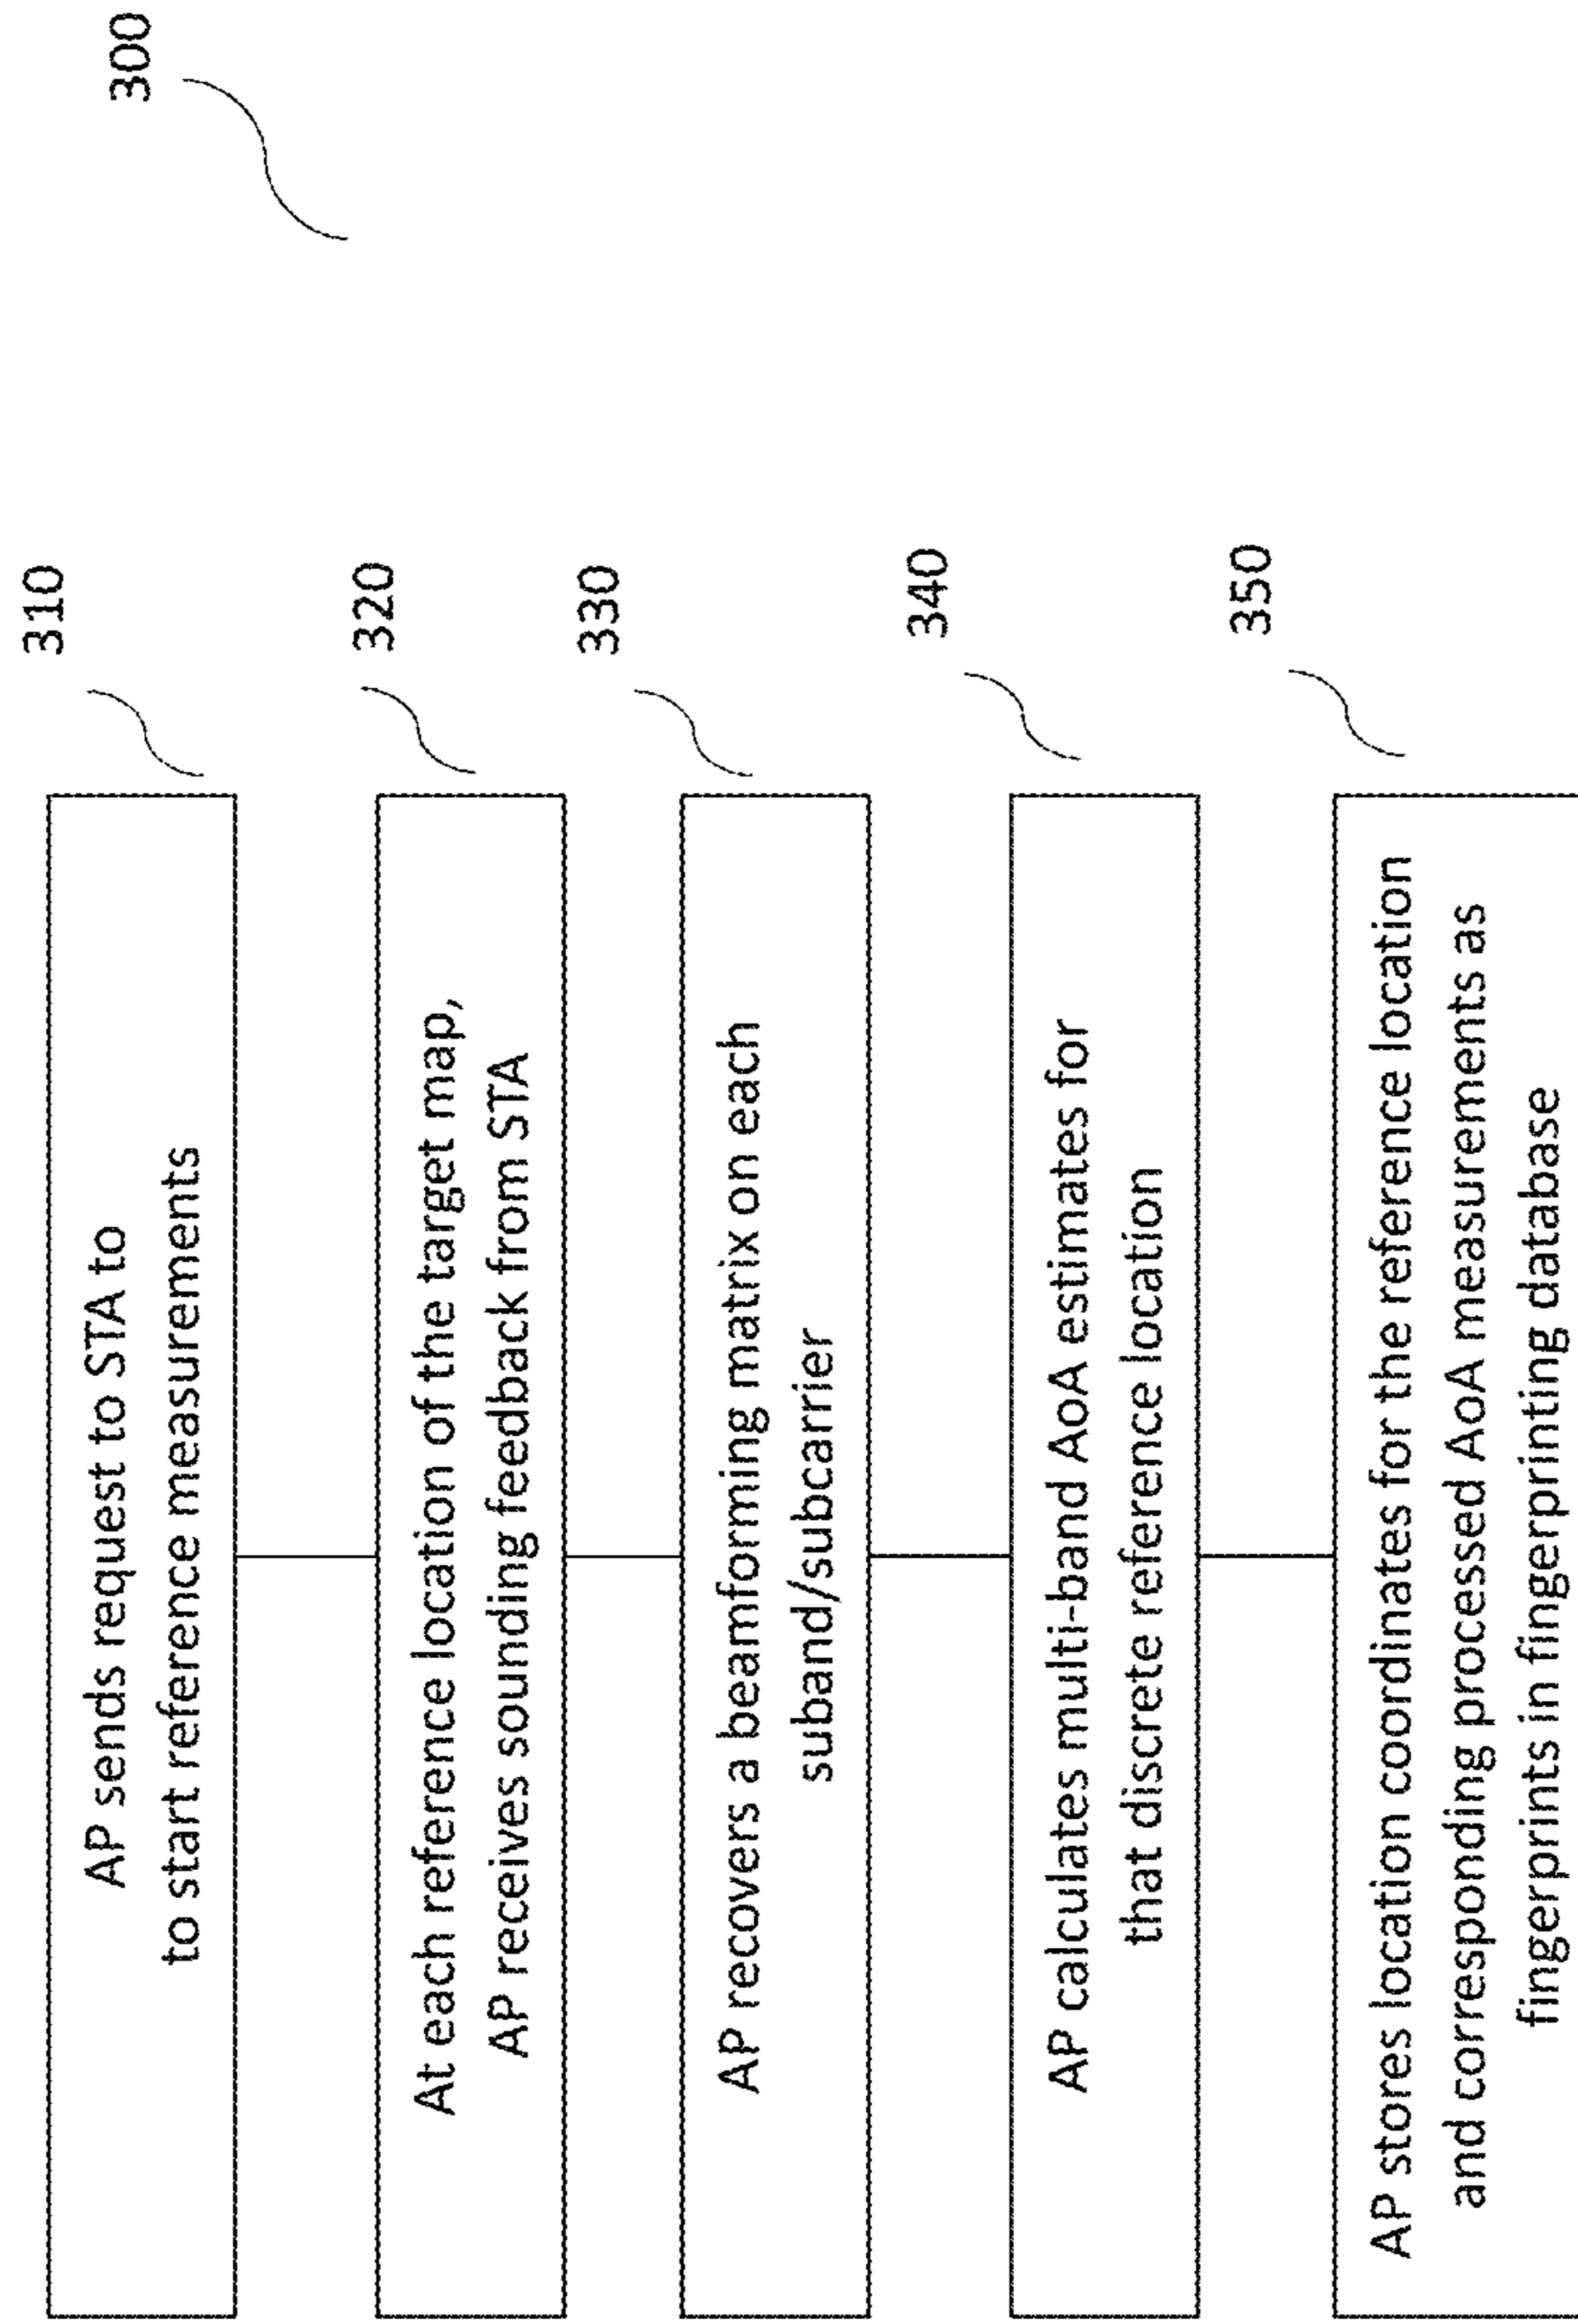 300
310
AP sends request to STA to
to start reference measurements
320
At each reference location of the target map,
AP receives sounding feedback from STA
330
AP recovers a beamforming matrix on each
suband/subcarrier
340
AP calculates multi-band AoA estimates for
that discrete reference location
350
AP stores location coordinates for the reference location
and corresponding processed AoA measurements as
fingerprints in fingerprinting database